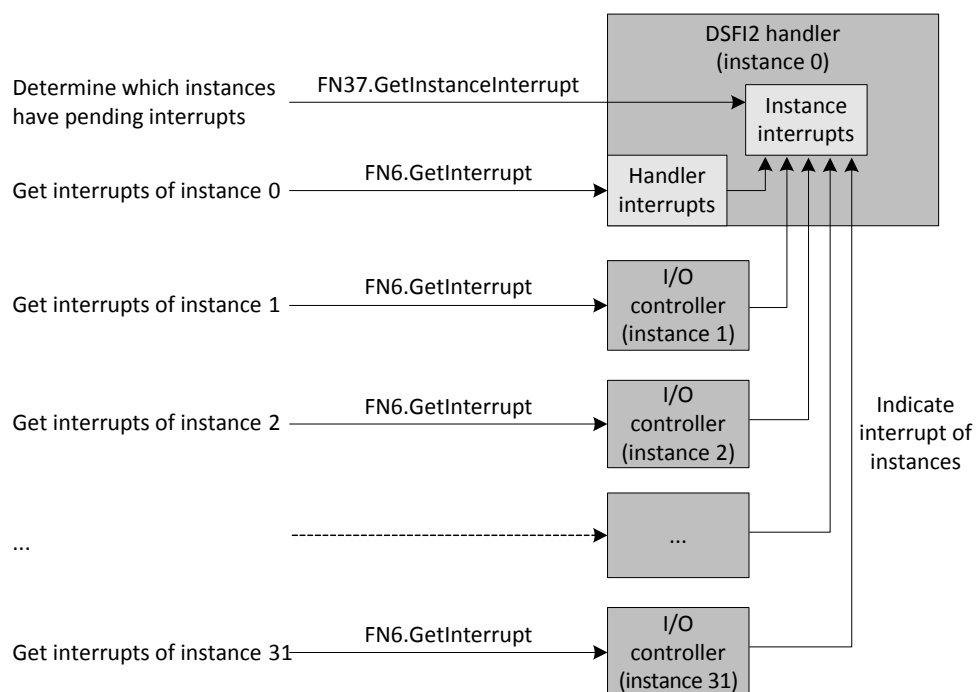 DSFI2 handler
(instance 0)
Determine which instances
have pending interrupts
FN37.GetInstanceInterrupt
Instance
interrupts
Get interrupts of instance 0
FN6.GetInterrupt
Handler
interrupts
Get interrupts of instance 1
FN6.GetInterrupt
I/O
controller
(instance 1)
Get interrupts of instance 2
FN6.GetInterrupt
I/O
controller
(instance 2)
Indicate
interrupt of
instances
...
...
Get interrupts of instance 31
FN6.GetInterrupt
I/O
controller
(instance 31)